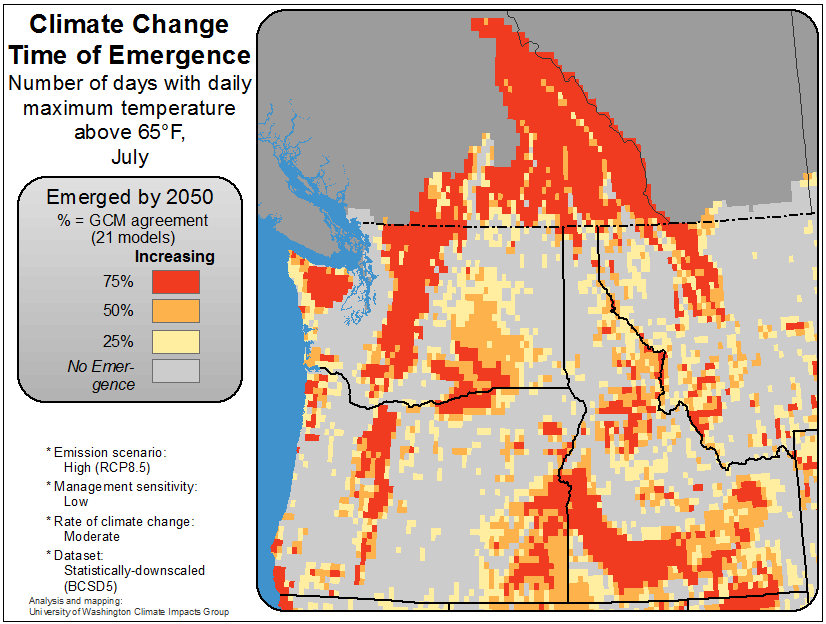 Climate Change
Time of Emergence
Number of days with daily
maximum temperature
above 65°F,
July
Emerged by 2050
% = GCM agreement
(21 models)
Increasing
75%
50%
25%
No Emer-
gence
* Emission scenario:
High (RCP8.5)
* Management sensitivity:
Low
* Rate of climate change:
Moderate
* Dataset:
Statistically-downscaled
(BCSD5)
Analysis and mapping:
University of Washington Climate Impacts Group